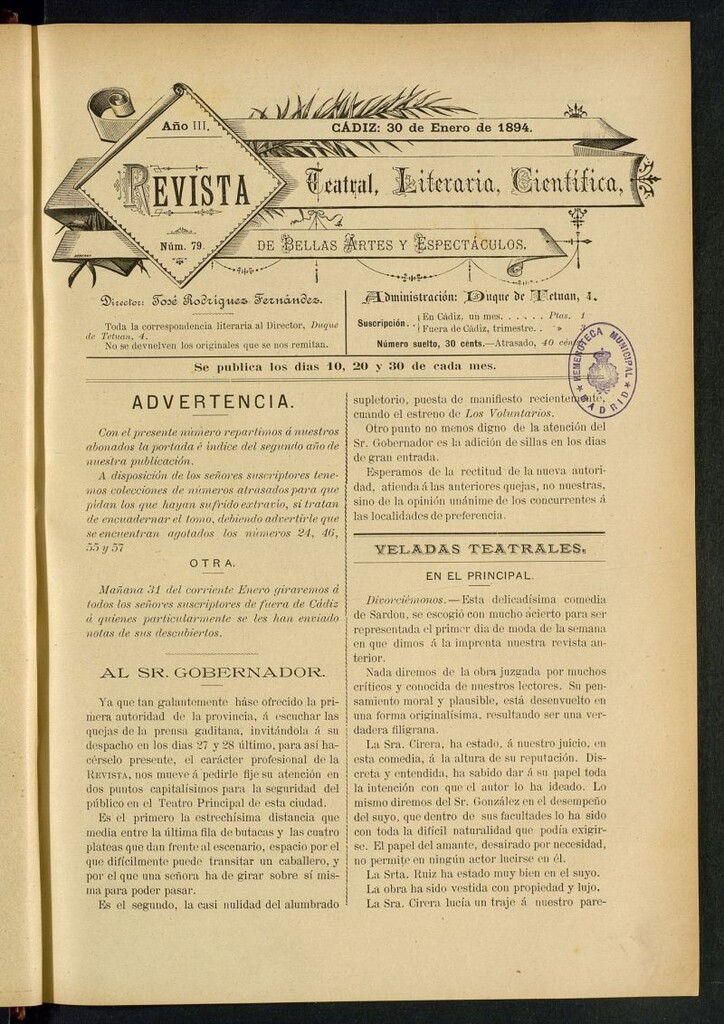 Año III.
CÁDIZ: 30 de Enero de 1894.
REVISTA
Teatral, Literaria, Científica,
Núm. 79.
DE BELLAS ARTES Y ESPECTÁCULOS.
Director: José Rodríguez Fernández.
Toda la correspondencia literaria al Director, Duque
de Tetuan, 4.
No se devuelven los originales que se nos remitan.
Administración: Duque de Tetuan, 4.
Suscripción.
En Cádiz, un mes. . . . . . Ptas. 1
Fuera de Cádiz, trimestre. . » »
Número suelto, 30 cénts.—Atrasado, 40 cén
HEMEROTECA MUNICIPAL
MADRID
Se publica los dias 10, 20 y 30 de cada mes.
ADVERTENCIA.
Con el presente número repartimos á nuestros
abonados la portada é índice del segundo año de
nuestra publicación.
A disposición de los señores suscriptores tene-
mos colecciones de números atrasados para que
pidan los que hayan sufrido extravío, si tratan
de encuadernar el tomo, debiendo advertirle que
se encuentran agotados los números 24, 46,
55 y 57
OTRA.
Mañana 31 del corriente Enero giraremos á
todos los señores suscriptores de fuera de Cádiz
á quienes particularmente se les han enviado
notas de sus descubiertos.
AL SR. GOBERNADOR.
Ya que tan galantemente háse ofrecido la pri-
mera autoridad de la provincia, á escuchar las
quejas de la prensa gaditana, invitándola á su
despacho en los dias 27 y 28 último, para así ha-
cérselo presente, el carácter profesional de la
REVISTA, nos mueve á pedirle fije su atención en
dos puntos capitalísimos para la seguridad del
público en el Teatro Principal de esta ciudad.
Es el primero la estrechísima distancia que
media entre la última fila de butacas y las cuatro
plateas que dan frente al escenario, espacio por el
que difícilmente puede transitar un caballero, y
por el que una señora ha de girar sobre sí mis-
ma para poder pasar.
Es el segundo, la casi nulidad del alumbrado
supletorio, puesta de manifiesto recientemente,
cuando el estreno de Los Voluntarios.
Otro punto no menos digno de la atención del
Sr. Gobernador es la adición de sillas en los dias
de gran entrada.
Esperamos de la rectitud de la nueva autori-
dad, atienda á las anteriores quejas, no nuestras,
sino de la opinión unánime de los concurrentes á
las localidades de preferencia.
VELADAS TEATRALES.
EN EL PRINCIPAL.
Divorciémonos.—Esta delicadísima comedia
de Sardou, se escogió con mucho acierto para ser
representada el primer dia de moda de la semana
en que dimos á la imprenta nuestra revista an-
terior.
Nada diremos de la obra juzgada por muchos
críticos y conocida de nuestros lectores. Su pen-
samiento moral y plausible, está desenvuelto en
una forma originalísima, resultando ser una ver-
dadera filigrana.
La Sra. Cirera, ha estado, á nuestro juicio, en
esta comedia, á la altura de su reputación. Dis-
creta y entendida, ha sabido dar á su papel toda
la intención con que el autor lo ha ideado. Lo
mismo diremos del Sr. González en el desempeño
del suyo, que dentro de sus facultades lo ha sido
con toda la difícil naturalidad que podía exigir-
se. El papel del amante, desairado por necesidad,
no permite en ningún actor lucirse en él.
La Srta. Ruiz ha estado muy bien en el suyo.
La obra ha sido vestida con propiedad y lujo.
La Sra. Cirera lucía un traje á nuestro pare-